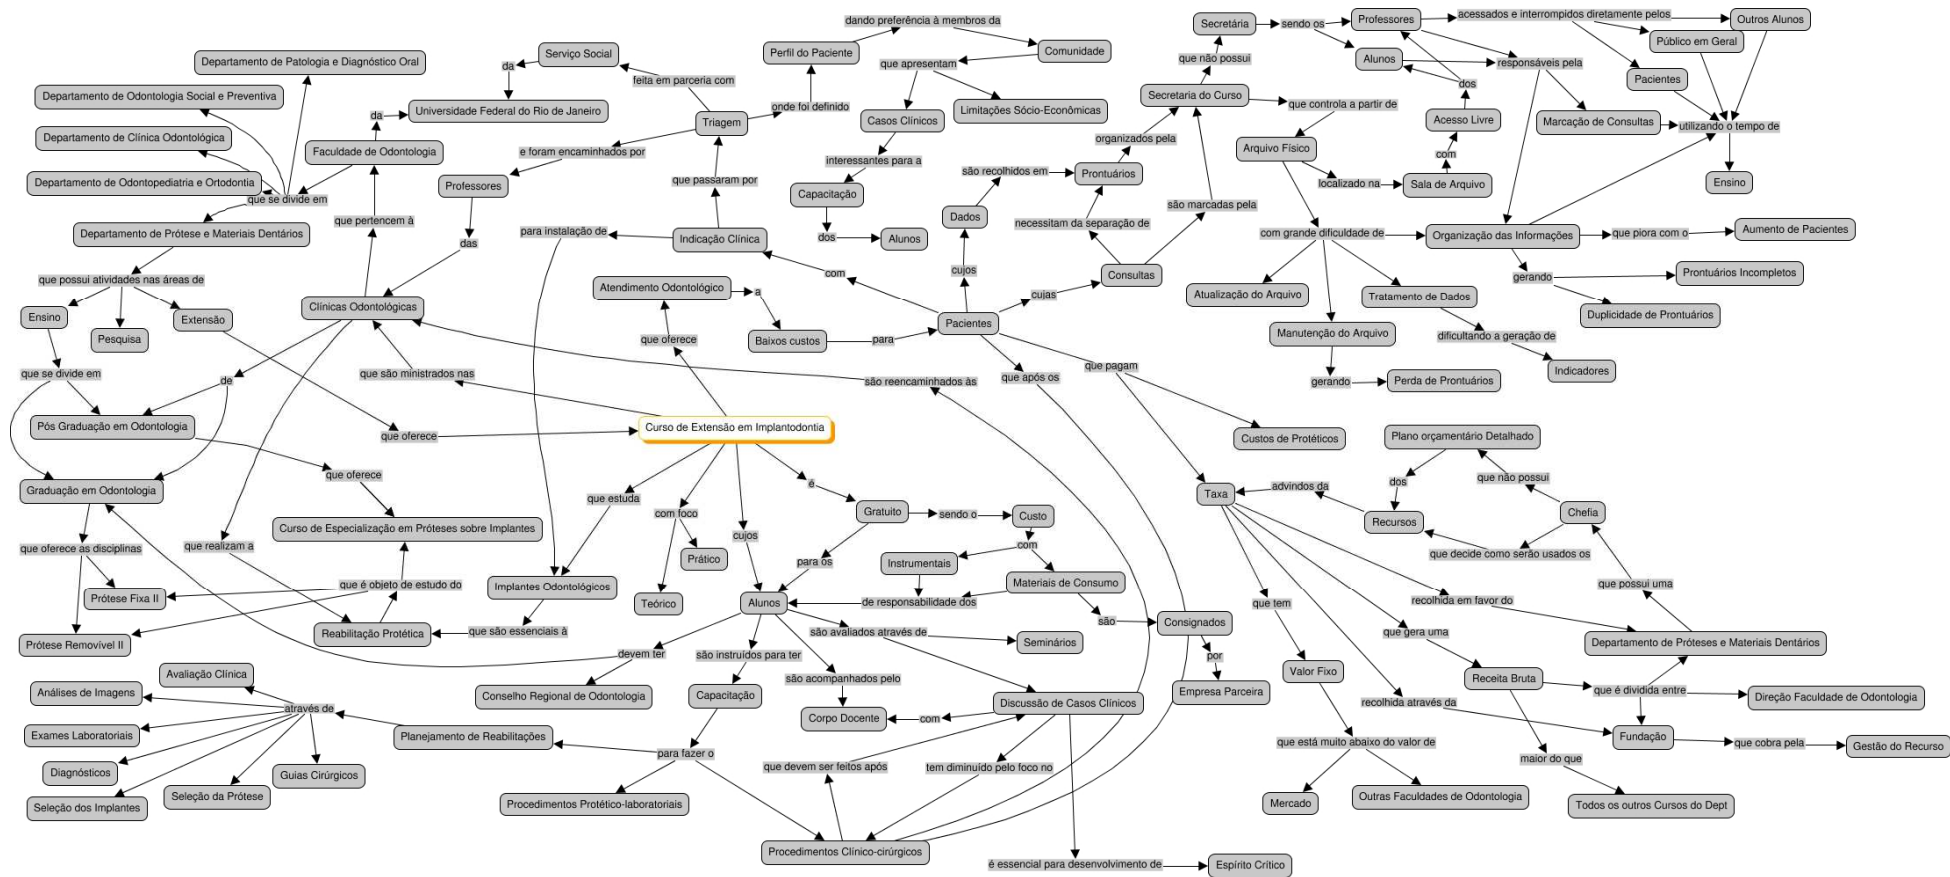 dando preferência à membros da
Secretária
sendo os
Professores
acessados e interrompidos diretamente pelos
Outros Alunos
Público em Geral
Serviço Social
Perfil do Paciente
Comunidade
que não possui
Alunos
responsáveis pela
Departamento de Patologia e Diagnóstico Oral
da
feita em parceria com
que apresentam
Pacientes
dos
Departamento de Odontologia Social e Preventiva
Universidade Federal do Rio de Janeiro
onde foi definido
Limitações Sócio-Econômicas
Secretaria do Curso
que controla a partir de
da
Triagem
Casos Clínicos
Acesso Livre
Marcação de Consultas
utilizando o tempo de
Departamento de Clínica Odontológica
Faculdade de Odontologia
e foram encaminhados por
interessantes para a
organizados pela
Arquivo Físico
com
Departamento de Odontopediatria e Ortodontia
que se divide em
Professores
que passaram por
Capacitação
são recolhidos em
Prontuários
localizado na
Sala de Arquivo
Ensino
que pertencem à
Dados
são marcadas pela
Departamento de Prótese e Materiais Dentários
das
para instalação de
Indicação Clínica
dos
Alunos
necessitam da separação de
com grande dificuldade de
Organização das Informações
que piora com o
Aumento de Pacientes
que possui atividades nas áreas de
com
cujos
Consultas
gerando
Prontuários Incompletos
Atendimento Odontológico
a
cujas
Atualização do Arquivo
Tratamento de Dados
Ensino
Pesquisa
Extensão
Clínicas Odontológicas
Pacientes
Duplicidade de Prontuários
que oferece
Baixos custos
para
Manutenção do Arquivo
dificultando a geração de
Indicadores
que se divide em
de
que são ministrados nas
são reencaminhados às
que após os
que pagam
gerando
Perda de Prontuários
Pós Graduação em Odontologia
que oferece
Curso de Extensão em Implantodontia
Custos de Protéticos
Plano orçamentário Detalhado
Graduação em Odontologia
que oferece
que estuda
é
Taxa
advindos da
dos
que não possui
com foco
Gratuito
sendo o
Custo
Recursos
Chefia
Curso de Especialização em Próteses sobre Implantes
cujos
com
que oferece as disciplinas
que realizam a
Prático
para os
Instrumentais
que decide como serão usados os
que é objeto de estudo do
Implantes Odontológicos
Materiais de Consumo
que possui uma
Prótese Fixa II
Teórico
Alunos
de responsabilidade dos
que tem
recolhida em favor do
Prótese Removível II
Reabilitação Protética
que são essenciais à
são avaliados através de
Seminários
são
Consignados
que gera uma
Departamento de Próteses e Materiais Dentários
devem ter
são instruídos para ter
por
Avaliação Clínica
são acompanhados pelo
Valor Fixo
Receita Bruta
Análises de Imagens
Conselho Regional de Odontologia
Capacitação
Empresa Parceira
que é dividida entre
Direção Faculdade de Odontologia
através de
Corpo Docente
com
Discussão de Casos Clínicos
recolhida através da
Exames Laboratoriais
Planejamento de Reabilitações
para fazer o
que está muito abaixo do valor de
Fundação
que cobra pela
Gestão do Recurso
Diagnósticos
Guias Cirúrgicos
que devem ser feitos após
tem diminuído pelo foco no
maior do que
Seleção dos Implantes
Seleção da Prótese
Procedimentos Protético-laboratoriais
Mercado
Outras Faculdades de Odontologia
Todos os outros Cursos do Dept
Procedimentos Clínico-cirúrgicos
é essencial para desenvolvimento de
Espírito Crítico